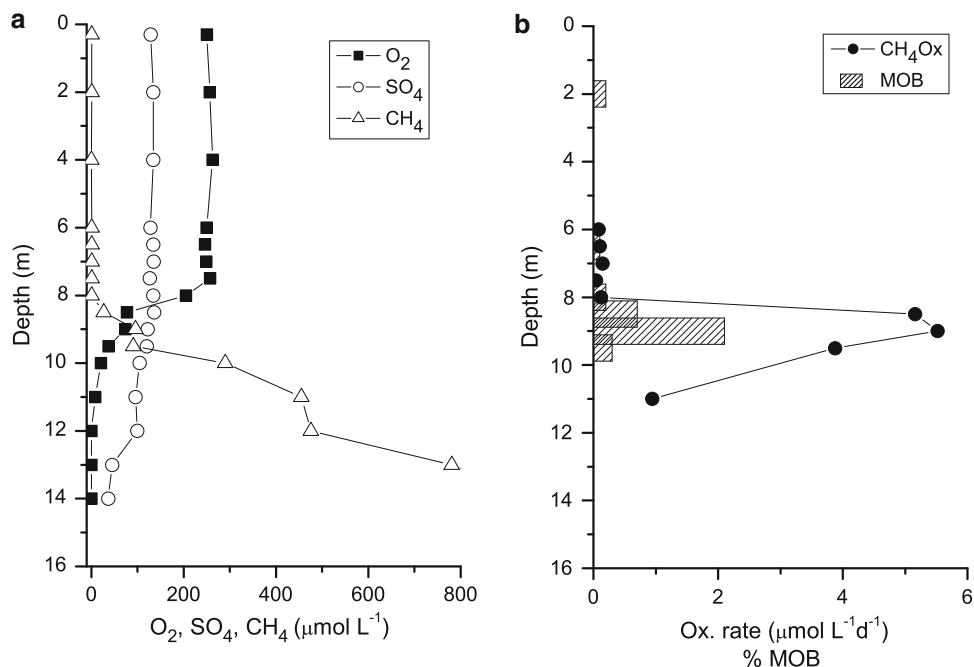 a
0
2
4
6
8
10
12
14
16
Depth (m)
O₂
SO₄
CH₄
0 200 400 600 800
O₂, SO₄, CH₄ (μmol L⁻¹)
b
0
2
4
6
8
10
12
14
16
Depth (m)
CH₄Ox
MOB
0 2 4 6
Ox. rate (μmol L⁻¹d⁻¹)
% MOB